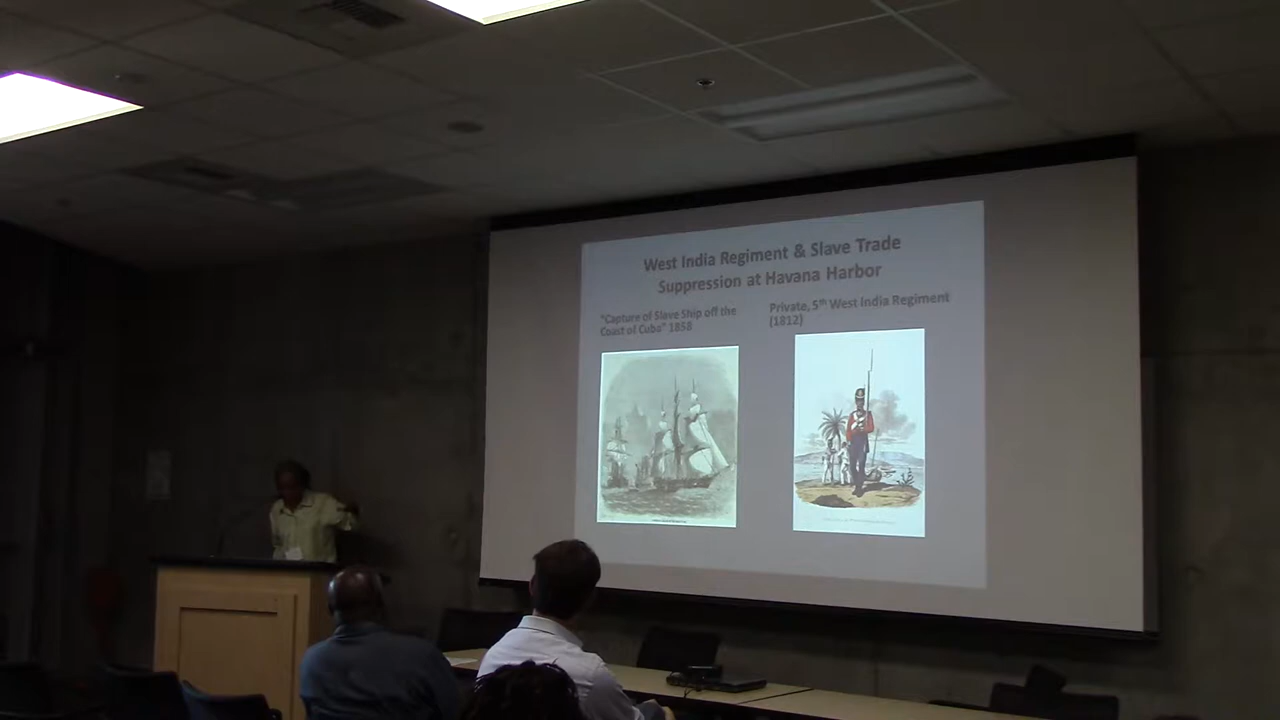 West India Regiment & Slave Trade
Suppression at Havana Harbor
"Capture of Slave Ship off the
Coast of Cuba" 1858
Private, 5th West India Regiment
(1812)